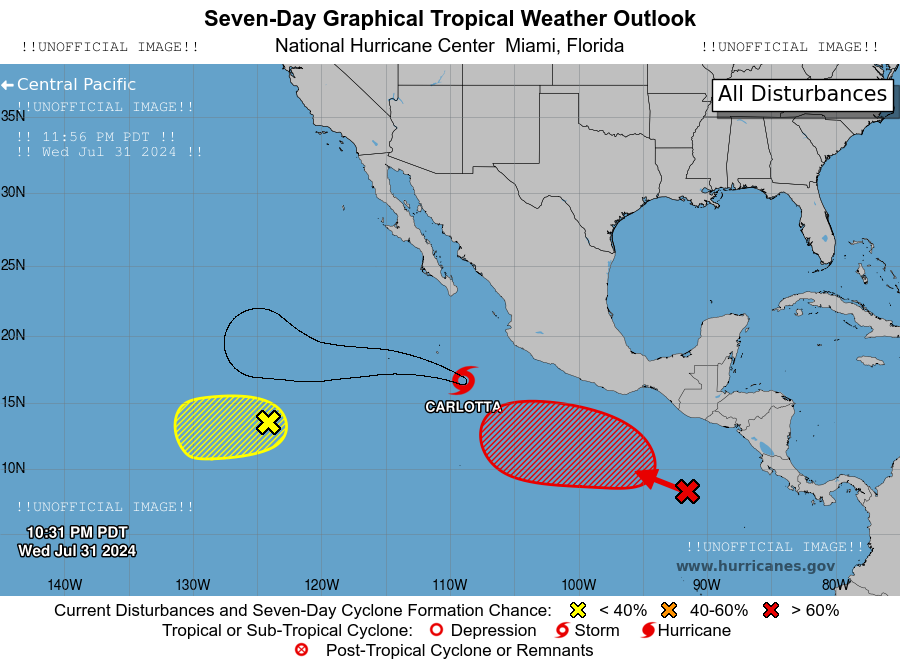 Seven-Day Graphical Tropical Weather Outlook
!!UNOFFICIAL IMAGE!! National Hurricane Center Miami, Florida !!UNOFFICIAL IMAGE!!
Central Pacific
All Disturbances
!!UNOFFICIAL IMAGE!!
35N
!! 11:56 PM PDT !!
!! Wed Jul 31 2024 !!
30N
25N
20N
15N
CARLOTTA
10N
!!UNOFFICIAL IMAGE!!
10:31 PM PDT
Wed Jul 31 2024
!!UNOFFICIAL IMAGE!!
www.hurricanes.gov
140W 130W 120W 110W 100W 90W 80W
Current Disturbances and Seven-Day Cyclone Formation Chance: < 40% 40-60% > 60%
Tropical or Sub-Tropical Cyclone: Depression Storm Hurricane
Post-Tropical Cyclone or Remnants